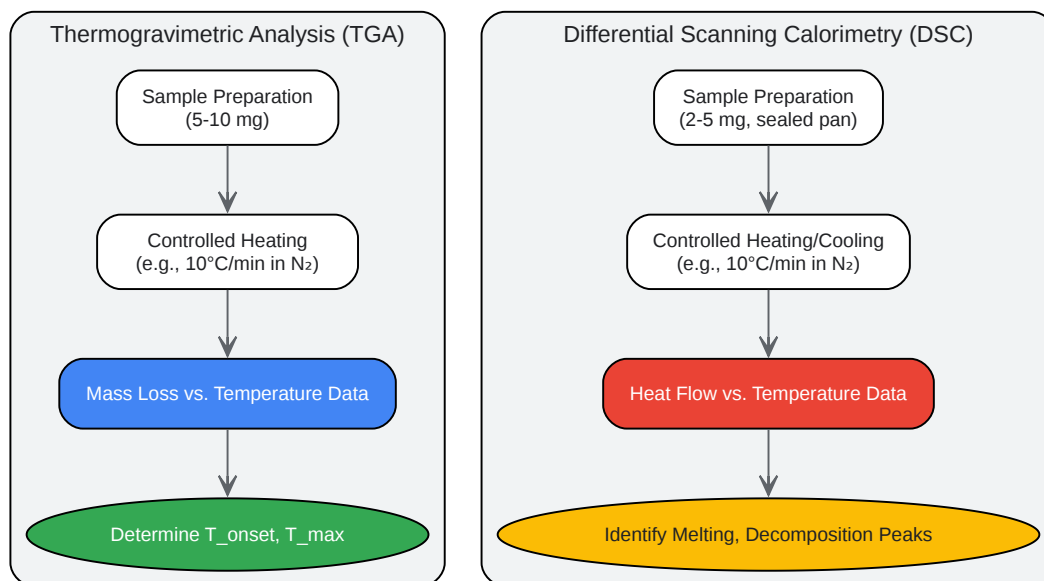 Thermogravimetric Analysis (TGA)
Sample Preparation
(5-10 mg)
Controlled Heating
(e.g., 10°C/min in N₂)
Mass Loss vs. Temperature Data
Determine T_onset, T_max
Differential Scanning Calorimetry (DSC)
Sample Preparation
(2-5 mg, sealed pan)
Controlled Heating/Cooling
(e.g., 10°C/min in N₂)
Heat Flow vs. Temperature Data
Identify Melting, Decomposition Peaks